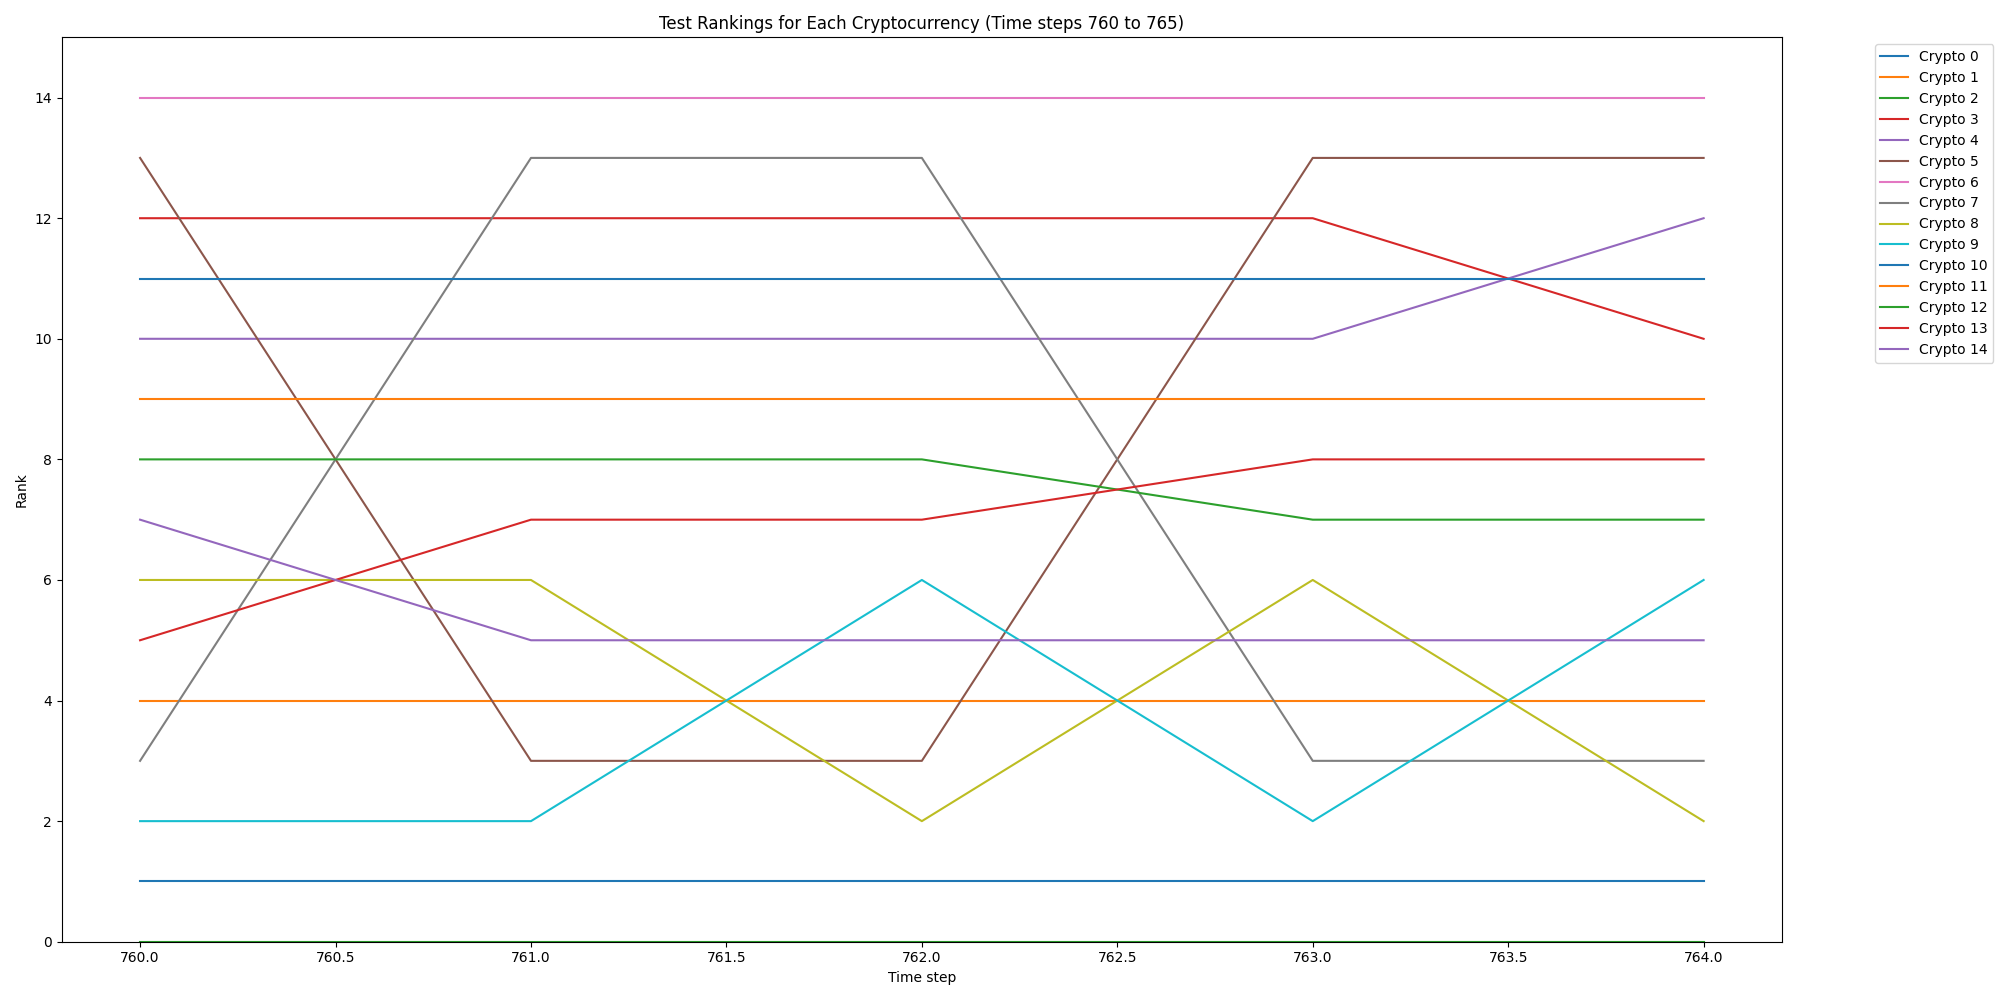 Test Rankings for Each Cryptocurrency (Time steps 760 to 765)
Crypto 0
Crypto 1
Crypto 2
Crypto 3
Crypto 4
Crypto 5
Crypto 6
Crypto 7
Crypto 8
Crypto 9
Crypto 10
Crypto 11
Crypto 12
Crypto 13
Crypto 14
14
12
10
8
6
4
2
0
Rank
760.0 760.5 761.0 761.5 762.0 762.5 763.0 763.5 764.0
Time step